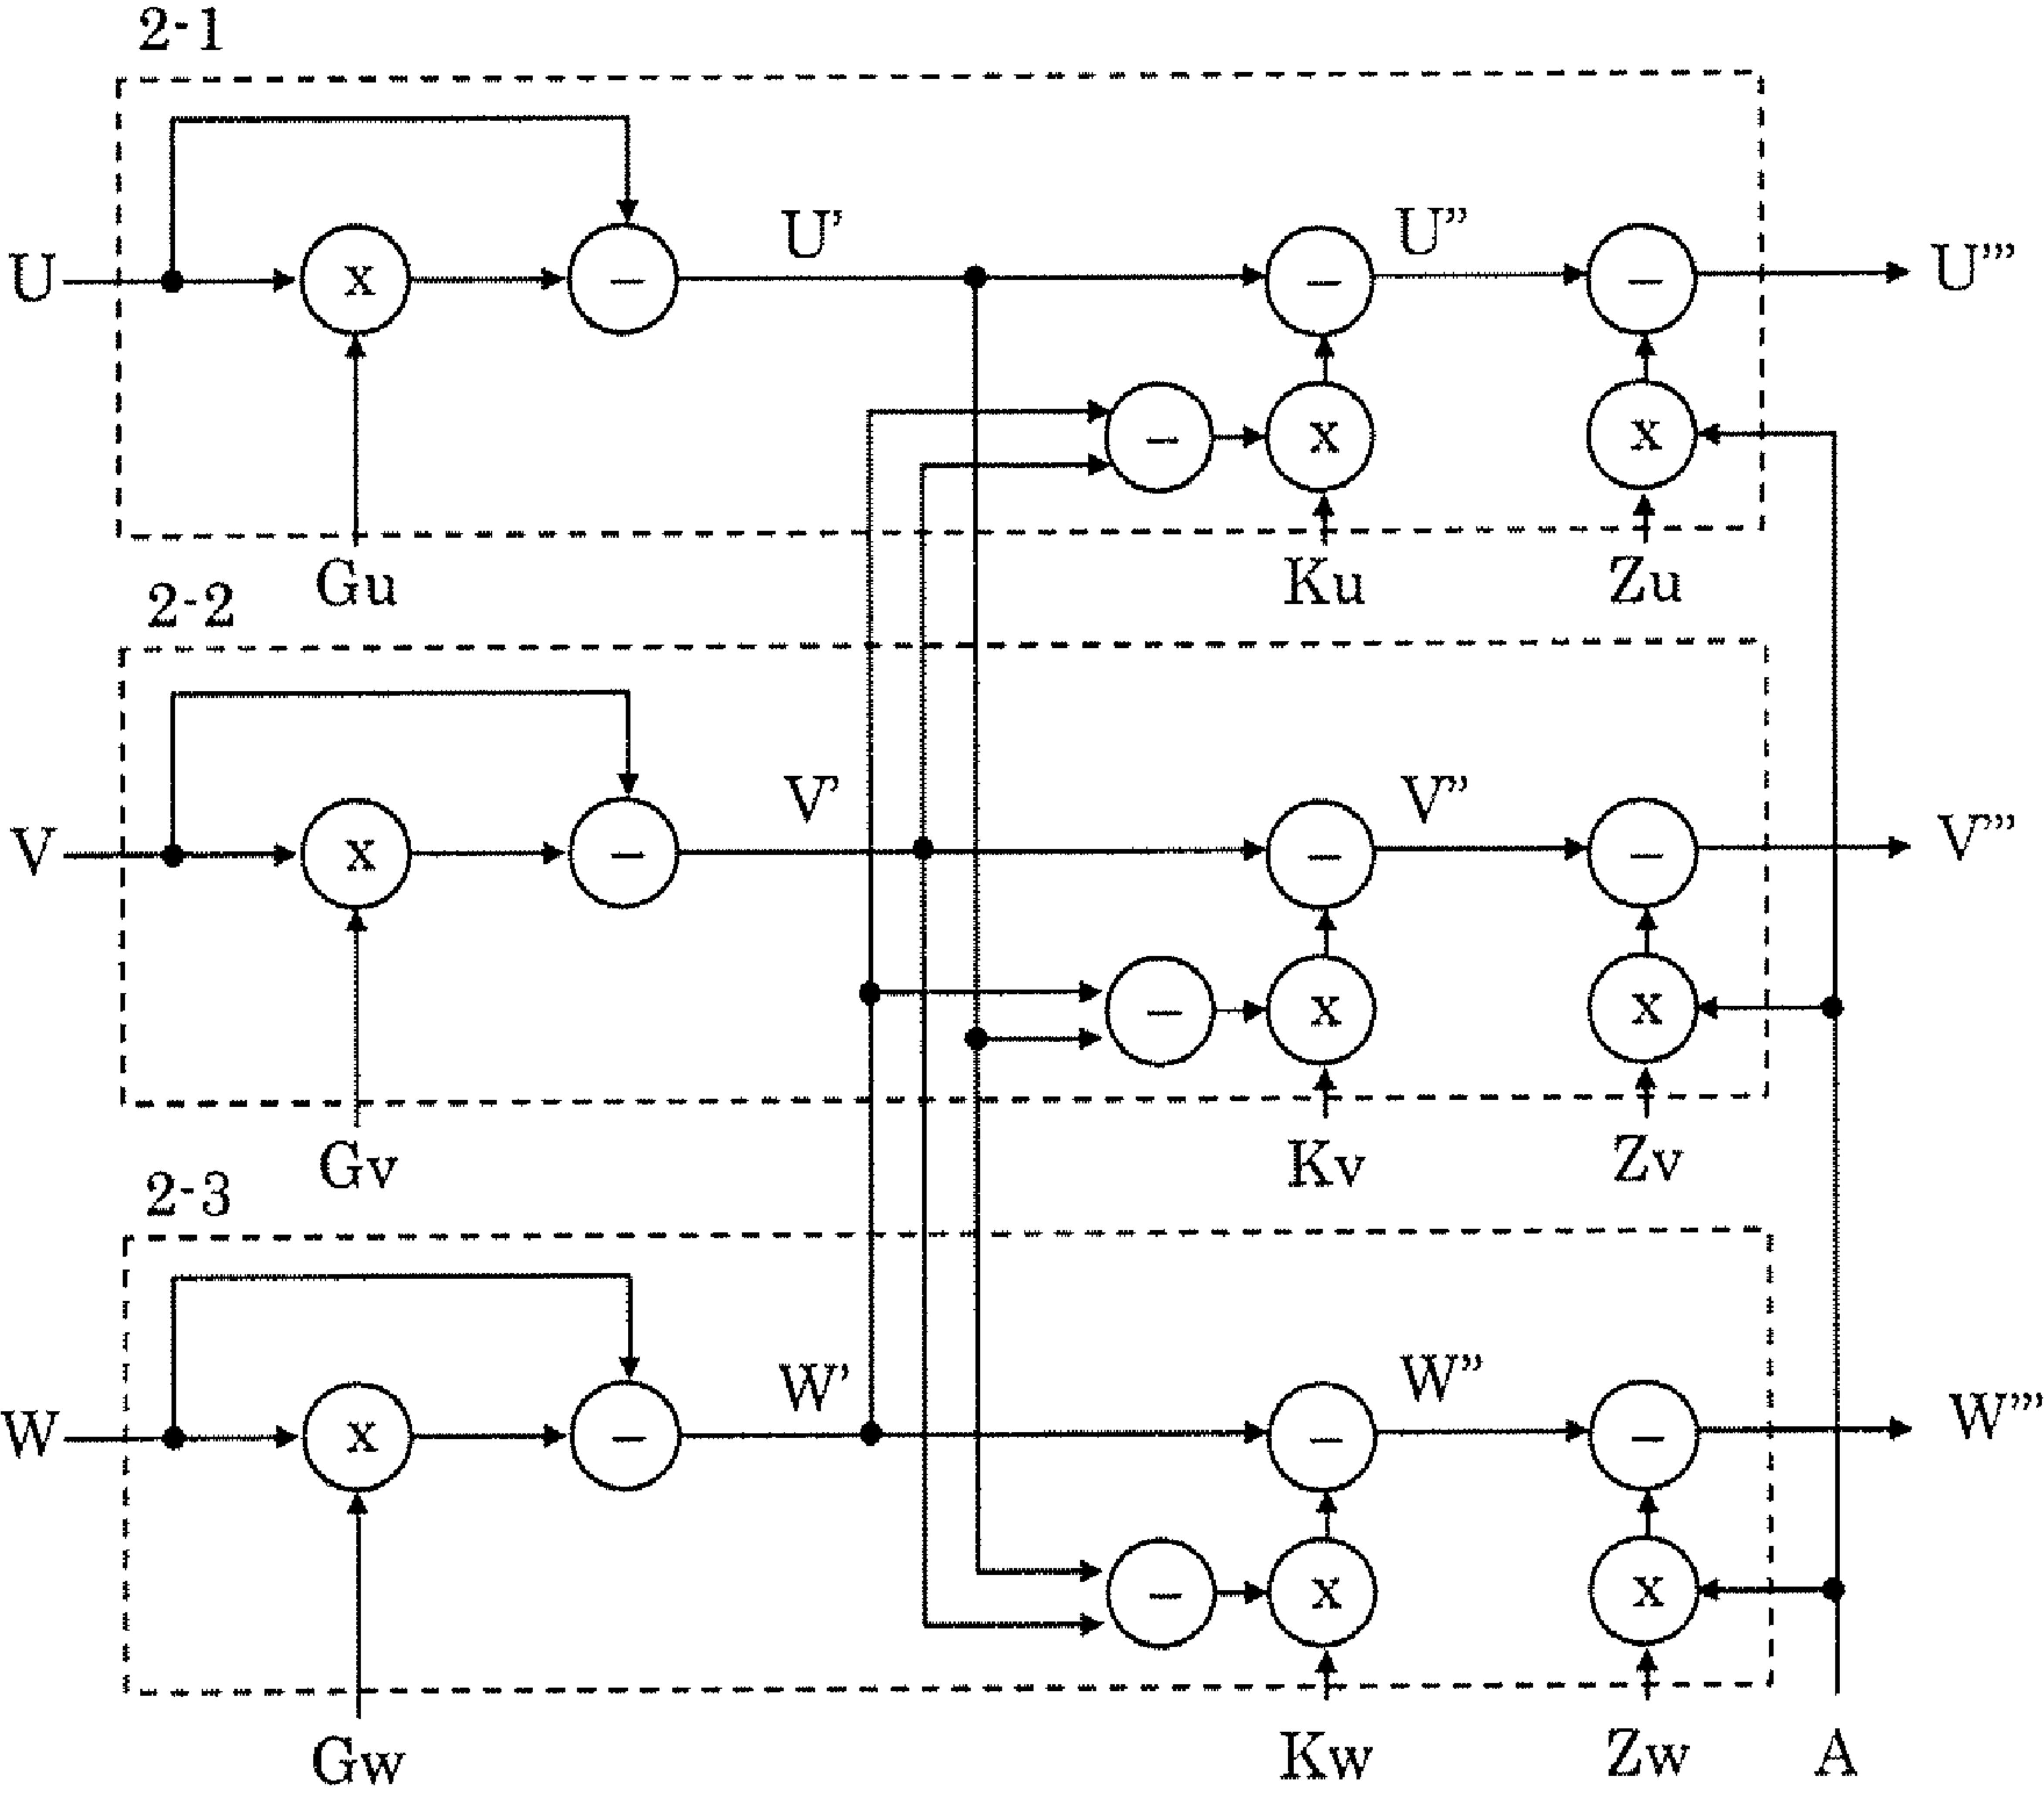 2-1
U' U”
U x – – – U”’
– x x
Gu Ku Zu
2-2
V' V”
V x – – – V”’
– x x
Gv Kv Zv
2-3
W' W”
W x – – – W”’
– x x
Gw Kw Zw A